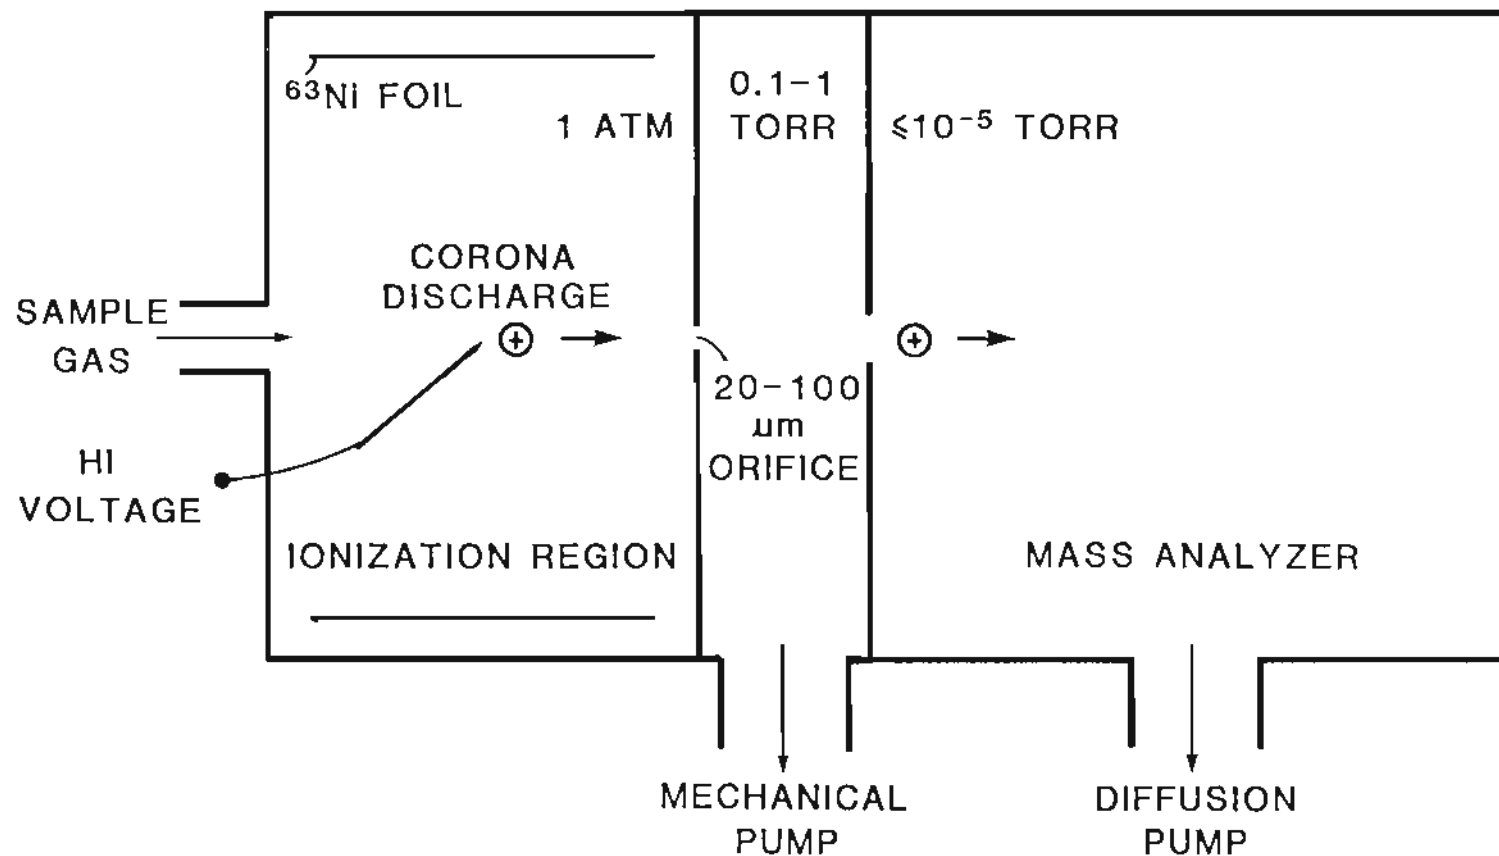 63Ni FOIL
1 ATM
0.1-1
TORR
⩽10-5 TORR
CORONA
DISCHARGE
SAMPLE
GAS
20-100
µm
ORIFICE
HI
VOLTAGE
IONIZATION REGION
MASS ANALYZER
MECHANICAL
PUMP
DIFFUSION
PUMP